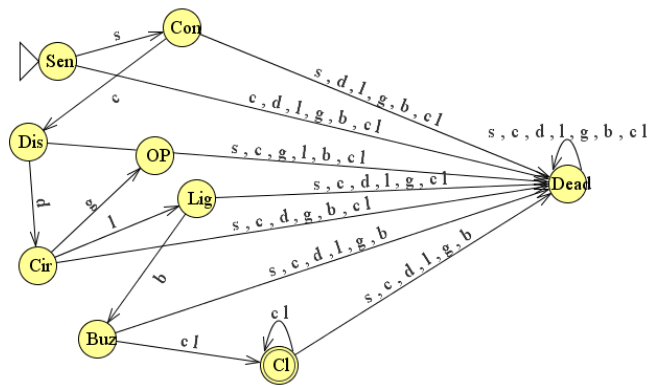 Con
s
Sen
s , d , l , g , b , c l
c , d , l , g , b , c l
c
s , c , d , l , g , b , c l
Dis
OP
s , c , g , l , b , c l
Dead
s , c , d , l , g , c l
d
g
Lig
l
s , c , d , g , b , c l
Cir
s , c , d , l , g , b
b
s , c , d , l , g , b
Buz
c l
c l
Cl